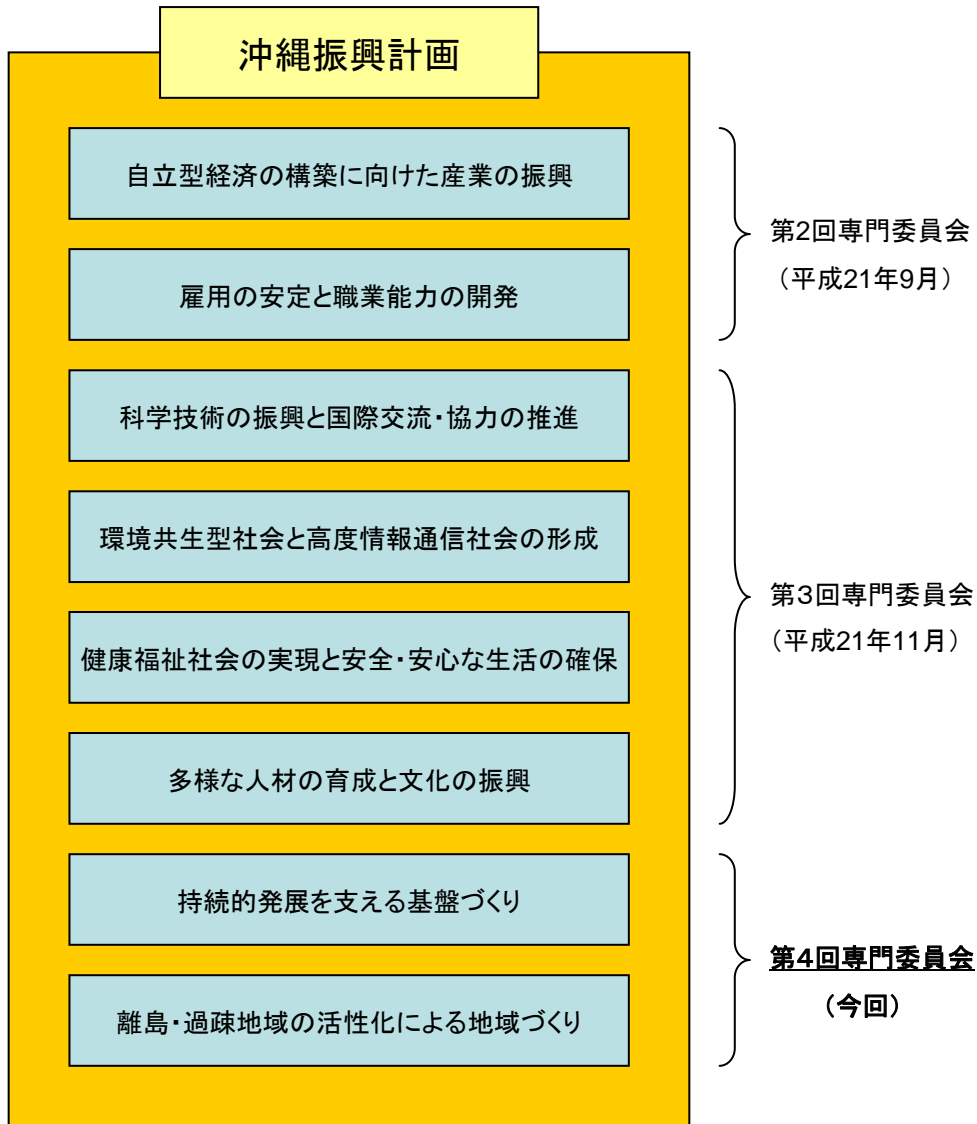 沖縄振興計画
自立型経済の構築に向けた産業の振興
雇用の安定と職業能力の開発
第2回専門委員会
（平成21年9月）
科学技術の振興と国際交流・協力の推進
環境共生型社会と高度情報通信社会の形成
健康福祉社会の実現と安全・安心な生活の確保
多様な人材の育成と文化の振興
第3回専門委員会
（平成21年11月）
持続的発展を支える基盤づくり
離島・過疎地域の活性化による地域づくり
第4回専門委員会
（今回）